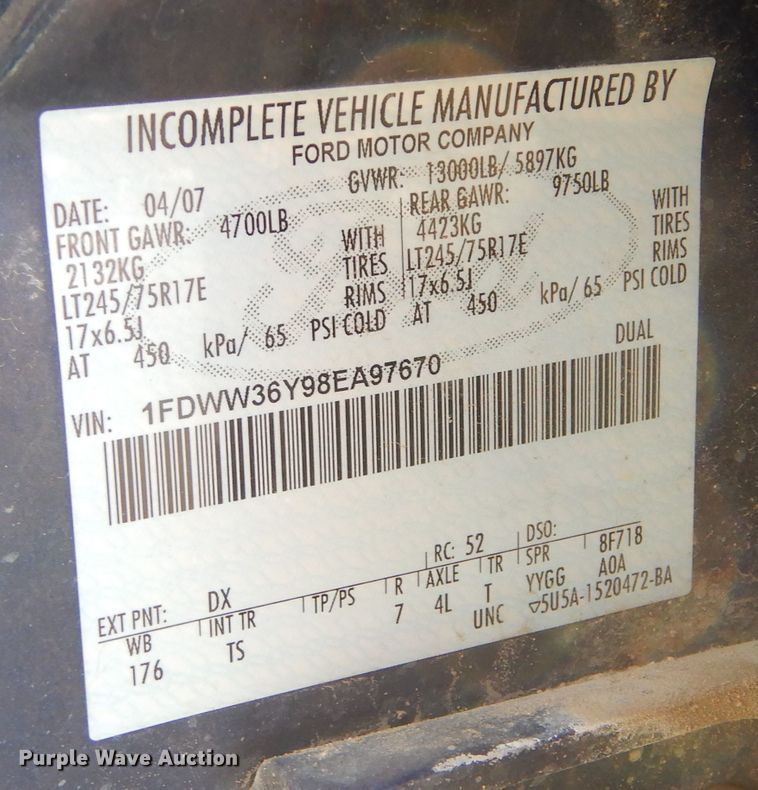 INCOMPLETE VEHICLE MANUFACTURED BY
FORD MOTOR COMPANY
DATE: 04/07 GVWR: 13000LB/ 5897KG
FRONT GAWR: 4700LB REAR GAWR: 9750LB
2132KG WITH 4423KG WITH
LT245/75R17E TIRES LT245/75R17E TIRES
17x6.5J RIMS 17x6.5J RIMS
AT 450 kPa/ 65 PSI COLD AT 450 kPa/ 65 PSI COLD
DUAL
VIN: 1FDWW36Y98EA97670
EXT PNT: DX RC: 52 DSO:
WB INT TR TP/PS R AXLE TR SPR 8F718
176 TS 7 4L T YYGG A0A
UNC ▽5U5A-1520472-BA
Purple Wave Auction